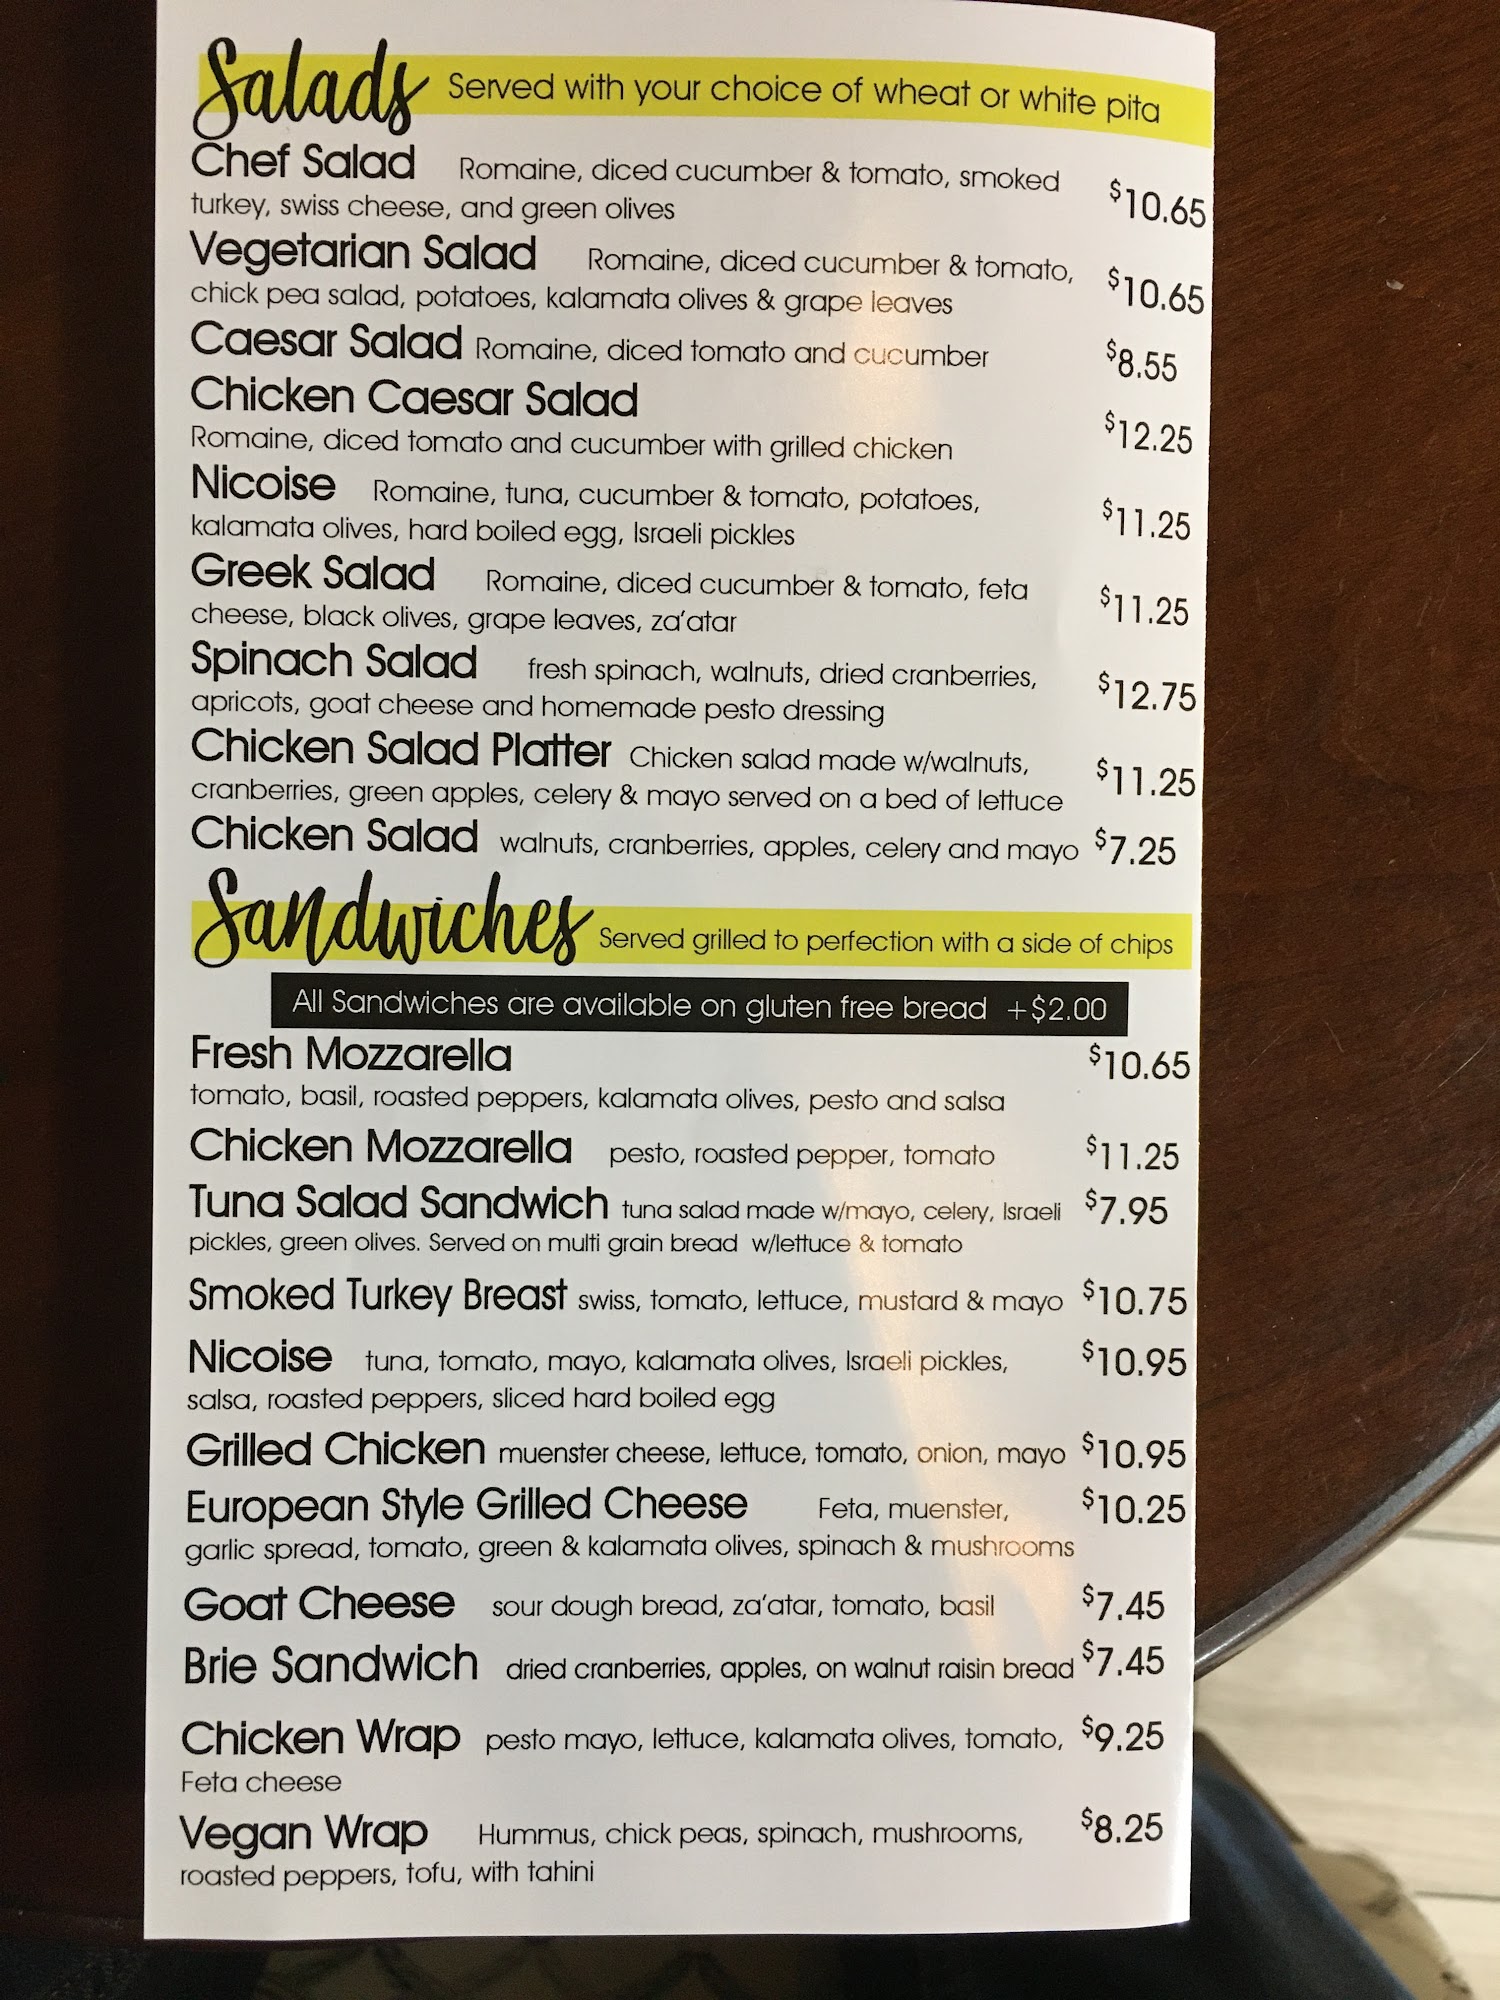 Salads Served with your choice of wheat or white pita
Chef Salad Romaine, diced cucumber & tomato, smoked $10.65
turkey, swiss cheese, and green olives
Vegetarian Salad Romaine, diced cucumber & tomato, $10.65
chick pea salad, potatoes, kalamata olives & grape leaves
Caesar Salad Romaine, diced tomato and cucumber $8.55
Chicken Caesar Salad $12.25
Romaine, diced tomato and cucumber with grilled chicken
Nicoise Romaine, tuna, cucumber & tomato, potatoes, $11.25
kalamata olives, hard boiled egg, Israeli pickles
Greek Salad Romaine, diced cucumber & tomato, feta $11.25
cheese, black olives, grape leaves, za'atar
Spinach Salad fresh spinach, walnuts, dried cranberries, $12.75
apricots, goat cheese and homemade pesto dressing
Chicken Salad Platter Chicken salad made w/walnuts, $11.25
cranberries, green apples, celery & mayo served on a bed of lettuce
Chicken Salad walnuts, cranberries, apples, celery and mayo $7.25
Sandwiches Served grilled to perfection with a side of chips
All Sandwiches are available on gluten free bread +$2.00
Fresh Mozzarella $10.65
tomato, basil, roasted peppers, kalamata olives, pesto and salsa
Chicken Mozzarella pesto, roasted pepper, tomato $11.25
Tuna Salad Sandwich tuna salad made w/mayo, celery, Israeli $7.95
pickles, green olives. Served on multi grain bread w/lettuce & tomato
Smoked Turkey Breast swiss, tomato, lettuce, mustard & mayo $10.75
Nicoise tuna, tomato, mayo, kalamata olives, Israeli pickles, $10.95
salsa, roasted peppers, sliced hard boiled egg
Grilled Chicken muenster cheese, lettuce, tomato, onion, mayo $10.95
European Style Grilled Cheese Feta, muenster, $10.25
garlic spread, tomato, green & kalamata olives, spinach & mushrooms
Goat Cheese sour dough bread, za'atar, tomato, basil $7.45
Brie Sandwich dried cranberries, apples, on walnut raisin bread $7.45
Chicken Wrap pesto mayo, lettuce, kalamata olives, tomato, $9.25
Feta cheese
Vegan Wrap Hummus, chick peas, spinach, mushrooms, $8.25
roasted peppers, tofu, with tahini